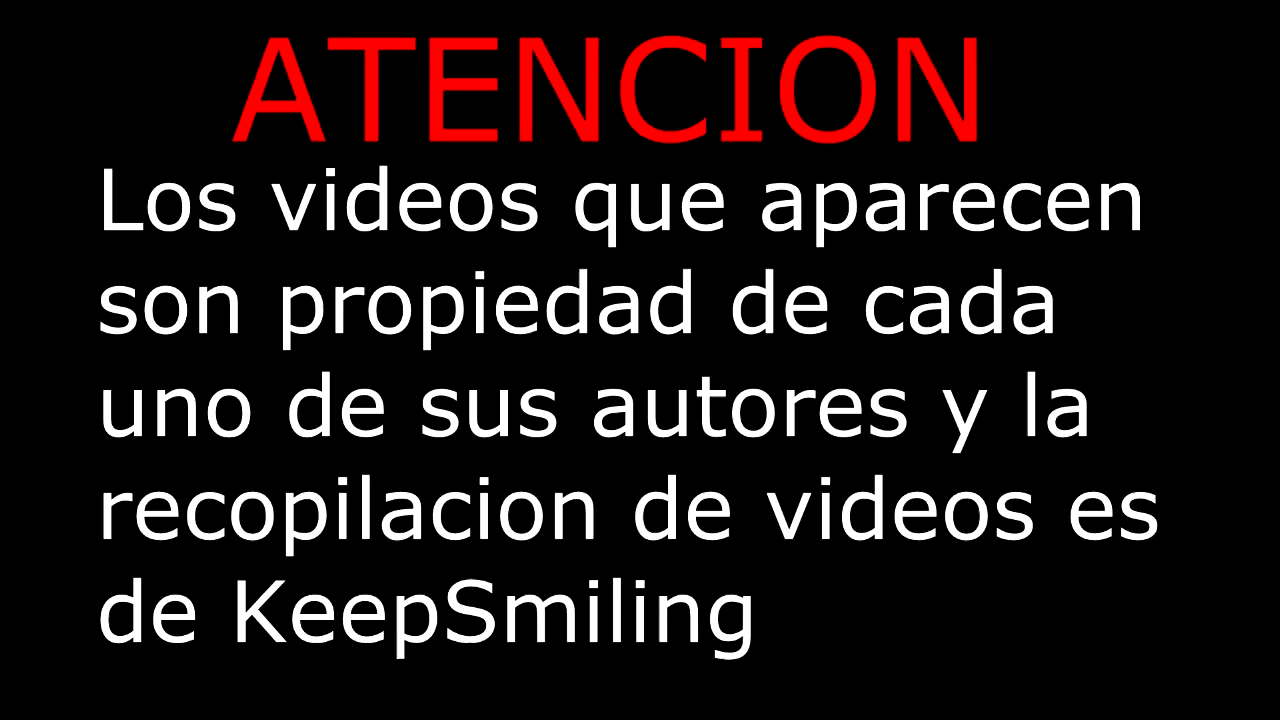 ATENCION
Los videos que aparecen
son propiedad de cada
uno de sus autores y la
recopilacion de videos es
de KeepSmiling